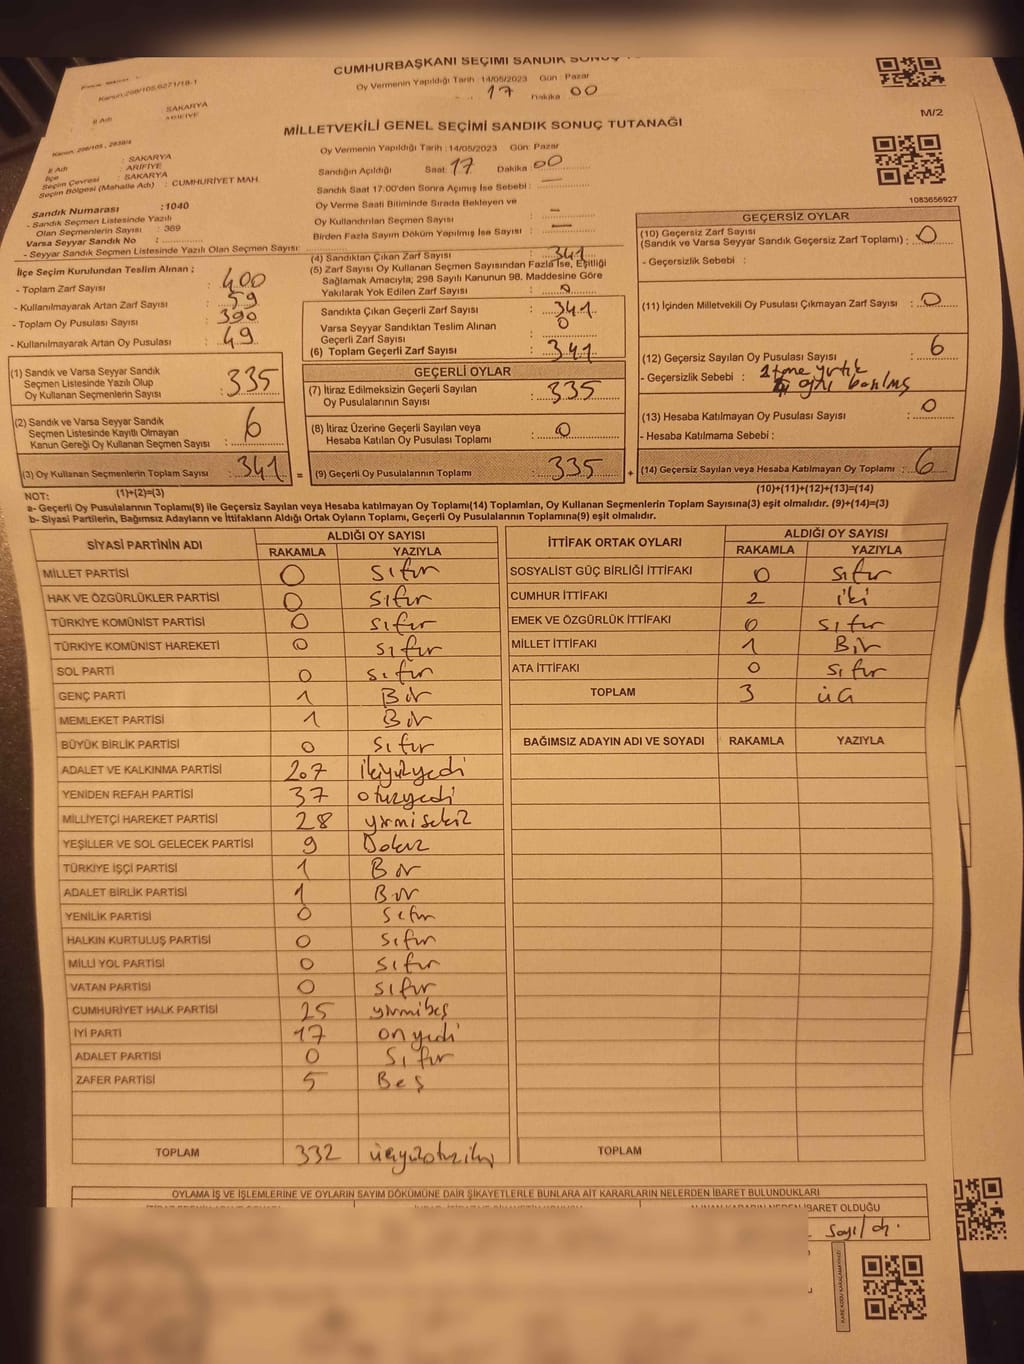 CUMHURBAŞKANI SEÇİMİ SANDIK SONUÇ
Oy Vermenin Yapıldığı Tarih : 14/05/2023 Gün : Pazar
17 Dakika 00
Kanun:298/105,6271/18-1
İl Adı SAKARYA
ARİFİYE
M/2
MİLLETVEKİLİ GENEL SEÇİMİ SANDIK SONUÇ TUTANAĞI
Oy Vermenin Yapıldığı Tarih : 14/05/2023 Gün: Pazar
Kanun: 298/105 , 2839/4
İl Adı : SAKARYA
İlçe : ARİFİYE
Seçim Çevresi : SAKARYA
Seçim Bölgesi (Mahalle Adı) : CUMHURİYET MAH.
Sandık Numarası : 1040
- Sandık Seçmen Listesinde Yazılı
Olan Seçmenlerin Sayısı : 369
Varsa Seyyar Sandık No :
- Seyyar Sandık Seçmen Listesinde Yazılı Olan Seçmen Sayısı:
Sandığın Açıldığı Saat: 17 Dakika : 00
Sandık Saat 17.00'den Sonra Açımış İse Sebebi : —
Oy Verme Saati Bitiminde Sırada Bekleyen ve
Oy Kullandırılan Seçmen Sayısı : —
Birden Fazla Sayım Döküm Yapılmış İse Sayısı : —
1083656927
İlçe Seçim Kurulundan Teslim Alınan ;
- Toplam Zarf Sayısı : 400
- Kullanılmayarak Artan Zarf Sayısı : 59
- Toplam Oy Pusulası Sayısı : 390
- Kullanılmayarak Artan Oy Pusulası : 49
(1) Sandık ve Varsa Seyyar Sandık
Seçmen Listesinde Yazılı Olup
Oy Kullanan Seçmenlerin Sayısı : 335
(2) Sandık ve Varsa Seyyar Sandık
Seçmen Listesinde Kayıtlı Olmayan
Kanun Gereği Oy Kullanan Seçmen Sayısı : 6
(3) Oy Kullanan Seçmenlerin Toplam Sayısı : 341 =
(4) Sandıktan Çıkan Zarf Sayısı : 341
(5) Zarf Sayısı Oy Kullanan Seçmen Sayısından Fazla İse, Eşitliği
Sağlamak Amacıyla, 298 Sayılı Kanunun 98. Maddesine Göre
Yakılarak Yok Edilen Zarf Sayısı : 0
Sandıkta Çıkan Geçerli Zarf Sayısı : 341
Varsa Seyyar Sandıktan Teslim Alınan
Geçerli Zarf Sayısı : 0
(6) Toplam Geçerli Zarf Sayısı : 341
GEÇERLİ OYLAR
(7) İtiraz Edilmeksizin Geçerli Sayılan
Oy Pusulalarının Sayısı : 335
(8) İtiraz Üzerine Geçerli Sayılan veya
Hesaba Katılan Oy Pusulası Toplamı : 0
(9) Geçerli Oy Pusulalarının Toplamı : 335 +
GEÇERSİZ OYLAR
(10) Geçersiz Zarf Sayısı
(Sandık ve Varsa Seyyar Sandık Geçersiz Zarf Toplamı) : 0
- Geçersizlik Sebebi :
(11) İçinden Milletvekili Oy Pusulası Çıkmayan Zarf Sayısı : 0
(12) Geçersiz Sayılan Oy Pusulası Sayısı : 6
- Geçersizlik Sebebi : tane yırtık
basılmış
(13) Hesaba Katılmayan Oy Pusulası Sayısı : 0
- Hesaba Katılmama Sebebi :
(14) Geçersiz Sayılan veya Hesaba Katılmayan Oy Toplamı : 6
NOT: (1)+(2)=(3) (10)+(11)+(12)+(13)=(14)
a- Geçerli Oy Pusulalarının Toplamı(9) ile Geçersiz Sayılan veya Hesaba katılmayan Oy Toplamı(14) Toplamları, Oy Kullanan Seçmenlerin Toplam Sayısına(3) eşit olmalıdır. (9)+(14)=(3)
b- Siyasi Partilerin, Bağımsız Adayların ve İttifakların Aldığı Ortak Oyların Toplamı, Geçerli Oy Pusulalarının Toplamına(9) eşit olmalıdır.
SİYASİ PARTİNİN ADI ALDIĞI OY SAYISI
RAKAMLA YAZIYLA
MİLLET PARTİSİ 0 sıfır
HAK VE ÖZGÜRLÜKLER PARTİSİ 0 sıfır
TÜRKİYE KOMÜNİST PARTİSİ 0 sıfır
TÜRKİYE KOMÜNİST HAREKETİ 0 sıfır
SOL PARTİ 0 sıfır
GENÇ PARTİ 1 Bir
MEMLEKET PARTİSİ 1 Bir
BÜYÜK BİRLİK PARTİSİ 0 sıfır
ADALET VE KALKINMA PARTİSİ 207 ikiyüzyedi
YENİDEN REFAH PARTİSİ 37 otuzyedi
MİLLİYETÇİ HAREKET PARTİSİ 28 yirmisekiz
YEŞİLLER VE SOL GELECEK PARTİSİ 9 Dokuz
TÜRKİYE İŞÇİ PARTİSİ 1 Bir
ADALET BİRLİK PARTİSİ 1 Bir
YENİLİK PARTİSİ 0 sıfır
HALKIN KURTULUŞ PARTİSİ 0 sıfır
MİLLİ YOL PARTİSİ 0 sıfır
VATAN PARTİSİ 0 sıfır
CUMHURİYET HALK PARTİSİ 25 yirmibeş
İYİ PARTİ 17 onyedi
ADALET PARTİSİ 0 sıfır
ZAFER PARTİSİ 5 Beş
TOPLAM 332 üçyüzotuziki
İTTİFAK ORTAK OYLARI ALDIĞI OY SAYISI
RAKAMLA YAZIYLA
SOSYALİST GÜÇ BİRLİĞİ İTTİFAKI 0 sıfır
CUMHUR İTTİFAKI 2 iki
EMEK VE ÖZGÜRLÜK İTTİFAKI 0 sıfır
MİLLET İTTİFAKI 1 Bir
ATA İTTİFAKI 0 sıfır
TOPLAM 3 üç
BAĞIMSIZ ADAYIN ADI VE SOYADI RAKAMLA YAZIYLA
TOPLAM
OYLAMA İŞ VE İŞLEMLERİNE VE OYLARIN SAYIM DÖKÜMÜNE DAİR ŞİKAYETLERLE BUNLARA AİT KARARLARIN NELERDEN İBARET BULUNDUKLARI
İBARET OLDUĞU